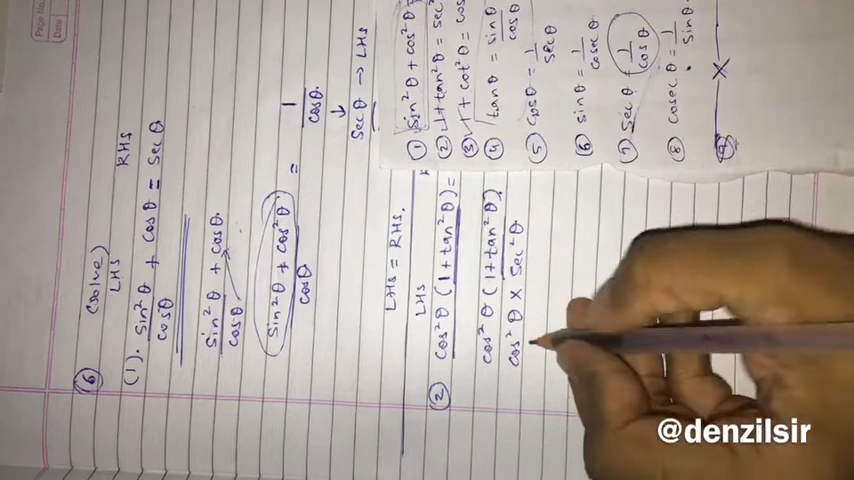 Page No.
Date
(6) (solve)
LHS RHS
(1). sin²θ/cosθ + cosθ = secθ
sin²θ/cosθ + cosθ.
(sin²θ + cos²θ)/cosθ = 1/cosθ.
↓
secθ → LHS
LHS = RHS.
LHS
(2) cos²θ (1+tan²θ) =
cos²θ (1+tan²θ)
cos²θ × sec²θ.
(1) sin²θ + cos²θ
(2) 1+tan²θ = sec²
(3) 1 + cot²θ = cos
(4) tanθ = sinθ/cosθ
(5) cosθ = 1/secθ
(6) sinθ = 1/cosecθ.
(7) secθ = 1/cosθ
(8) cosecθ = 1/sinθ.
(9)
@denzilsir